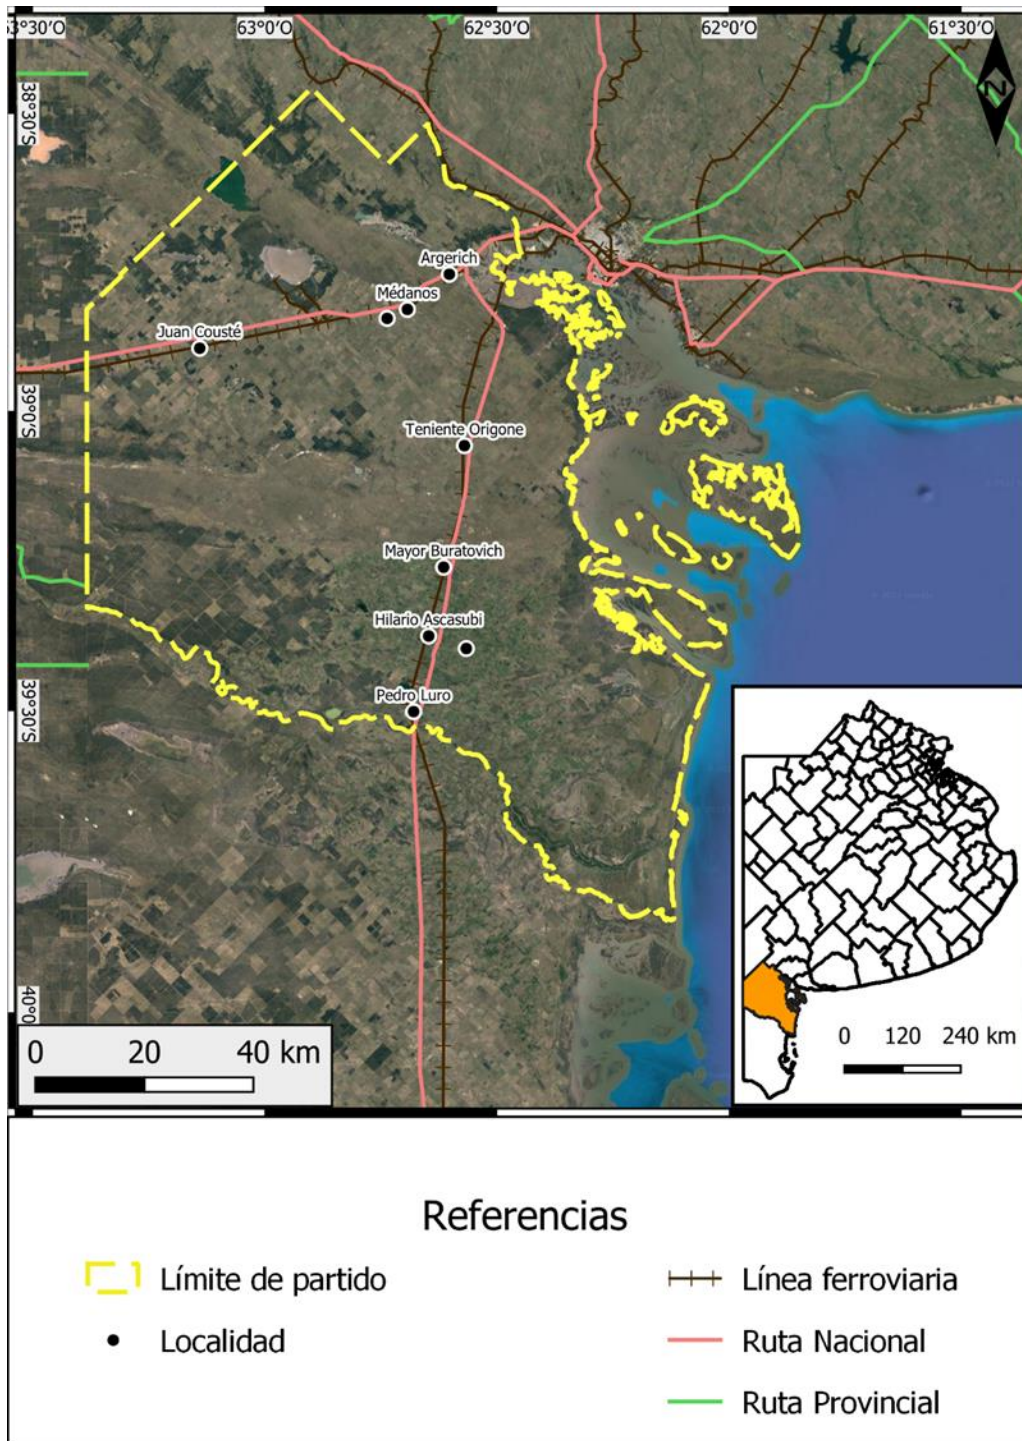 63°30'O 63°0'O 62°30'O 62°0'O 61°30'O
N
38°30'S
Argerich
Médanos
Juan Cousté
39°0'S
Teniente Origone
Mayor Buratovich
Hilario Ascasubi
Pedro Luro
39°30'S
40°0'
0 20 40 km
0 120 240 km
Referencias
Límite de partido
Localidad
Línea ferroviaria
Ruta Nacional
Ruta Provincial